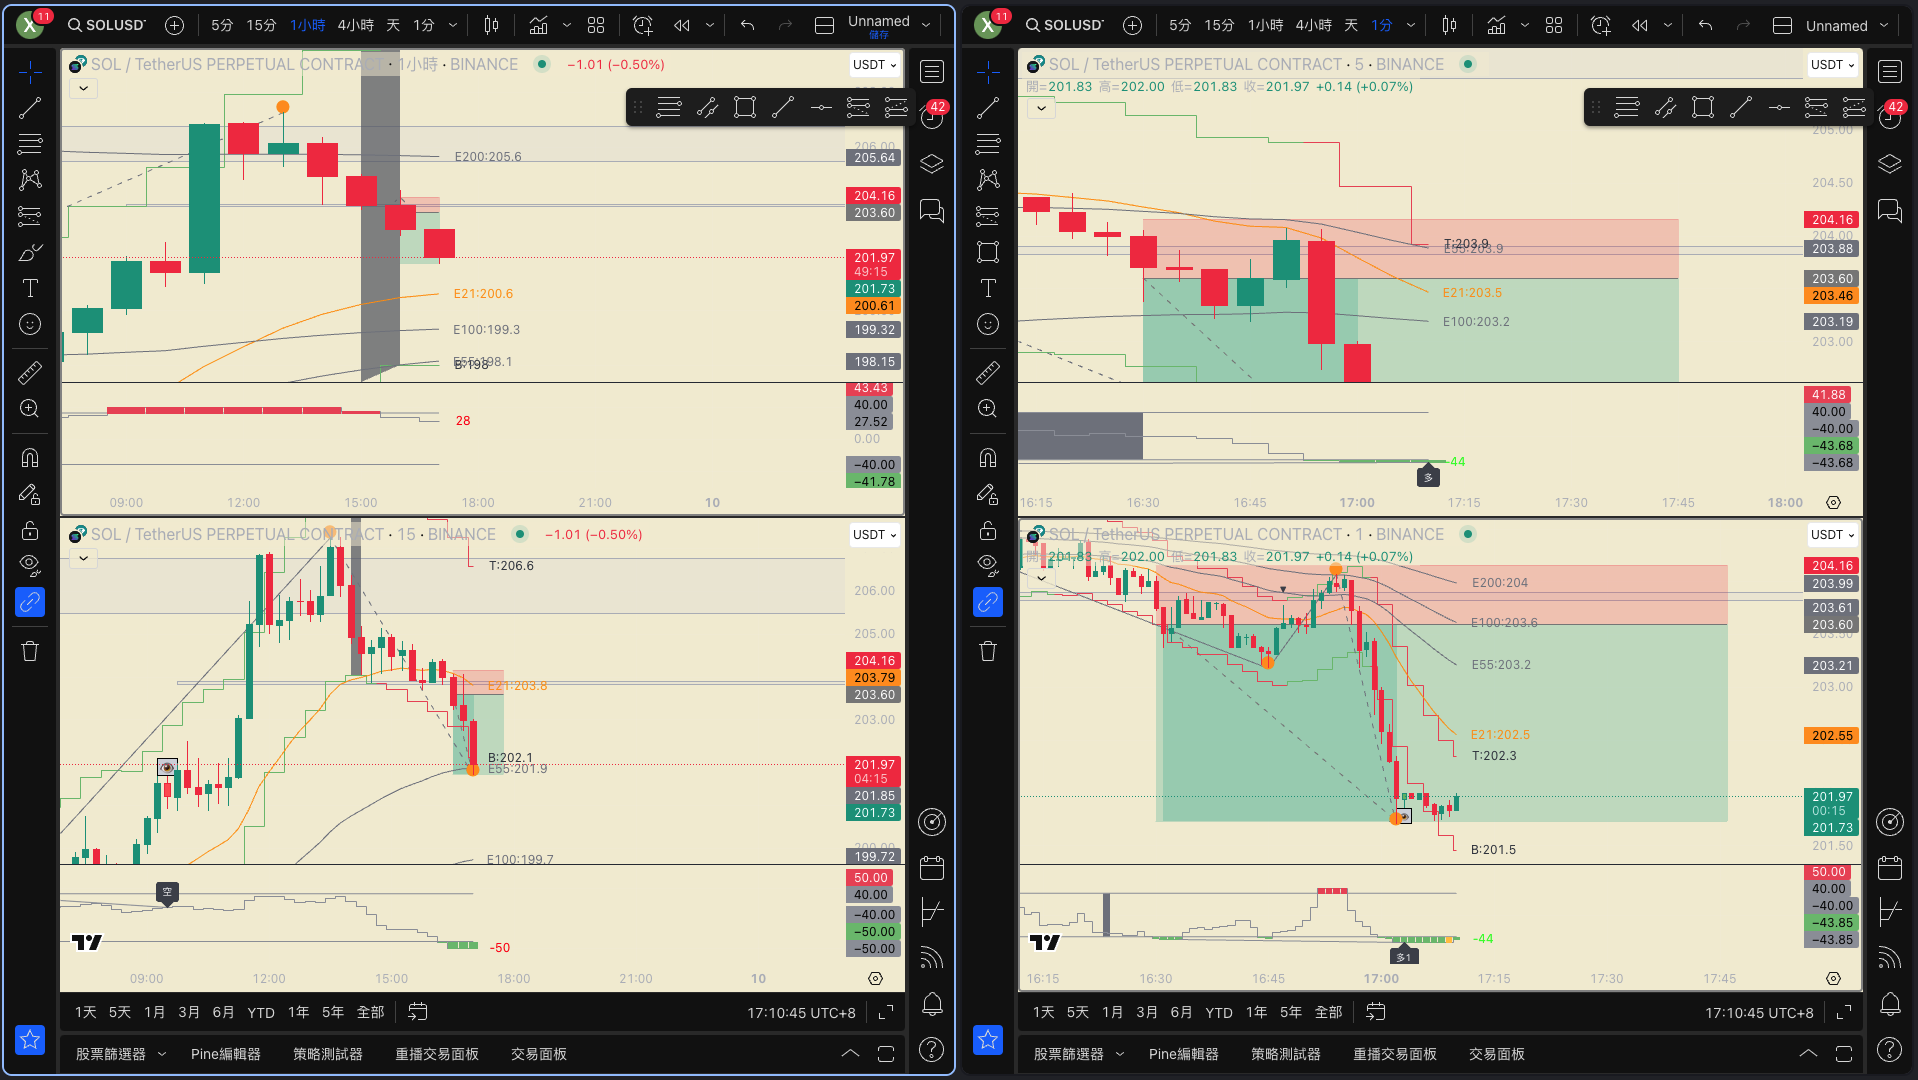 X 11 SOLUSDT 5分 15分 1小時 4小時 天 1分 Unnamed 儲存
SOL / TetherUS PERPETUAL CONTRACT · 1小時 · BINANCE −1.01 (−0.50%) USDT
42
E200:205.6
E21:200.6
E100:199.3
E55:198.1
B:198
206.00
205.64
204.16
203.60
201.97
49:15
201.73
200.61
199.32
198.15
28
43.43
40.00
27.52
0.00
−40.00
−41.78
09:00 12:00 15:00 18:00 21:00 10
SOL / TetherUS PERPETUAL CONTRACT · 15 · BINANCE −1.01 (−0.50%) USDT
T:206.6
E21:203.8
B:202.1
E55:201.9
E100:199.7
206.00
205.00
204.16
203.79
203.60
203.00
201.97
04:15
201.85
201.73
200.00
199.72
空
-50
50.00
40.00
−40.00
−50.00
−50.00
09:00 12:00 15:00 18:00 21:00 10
1天 5天 1月 3月 6月 YTD 1年 5年 全部 17:10:45 UTC+8
股票篩選器 Pine編輯器 策略測試器 重播交易面板 交易面板
X 11 SOLUSDT 5分 15分 1小時 4小時 天 1分 Unnamed
SOL / TetherUS PERPETUAL CONTRACT · 5 · BINANCE USDT
開=201.83 高=202.00 低=201.83 收=201.97 +0.14 (+0.07%)
42
T:203.9
E55:203.9
E21:203.5
E100:203.2
205.00
204.50
204.16
204.00
203.88
203.60
203.46
203.19
203.00
-44
多
41.88
40.00
−40.00
−43.68
−43.68
16:15 16:30 16:45 17:00 17:15 17:30 17:45 18:00
SOL / TetherUS PERPETUAL CONTRACT · 1 · BINANCE USDT
開=201.83 高=202.00 低=201.83 收=201.97 +0.14 (+0.07%)
E200:204
E100:203.6
E55:203.2
E21:202.5
T:202.3
B:201.5
204.16
203.99
203.61
203.60
203.50
203.21
203.00
202.55
201.97
00:15
201.73
201.50
-44
多1
50.00
40.00
−40.00
−43.85
−43.85
16:15 16:30 16:45 17:00 17:15 17:30 17:45
1天 5天 1月 3月 6月 YTD 1年 5年 全部 17:10:45 UTC+8
股票篩選器 Pine編輯器 策略測試器 重播交易面板 交易面板